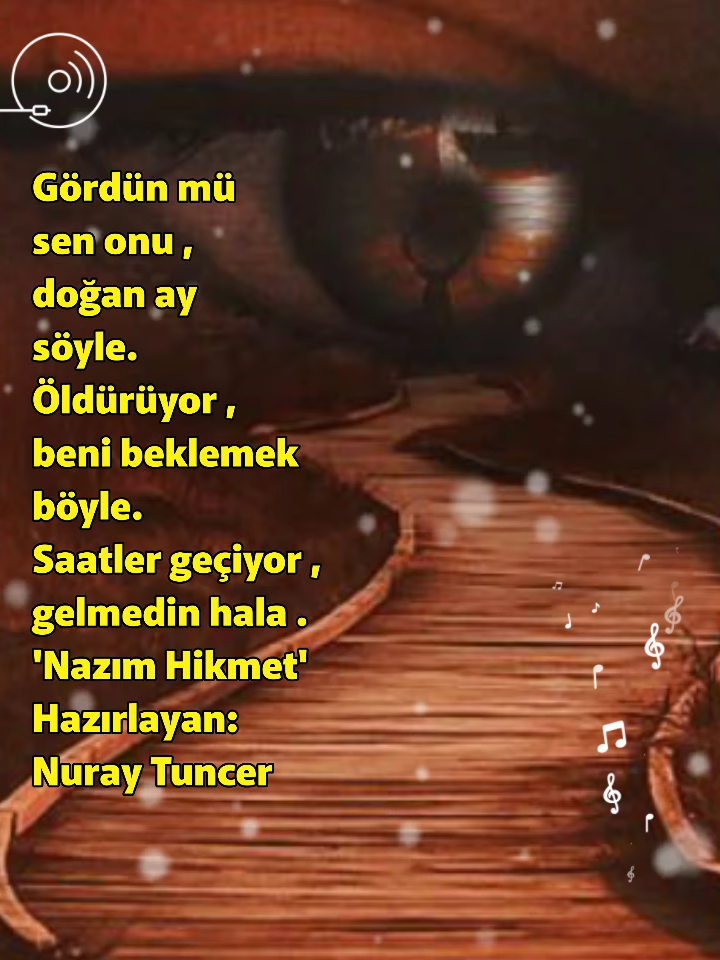 Gördün mü
sen onu ,
doğan ay
söyle.
Öldürüyor ,
beni beklemek
böyle.
Saatler geçiyor ,
gelmedin hala .
'Nazım Hikmet'
Hazırlayan:
Nuray Tuncer